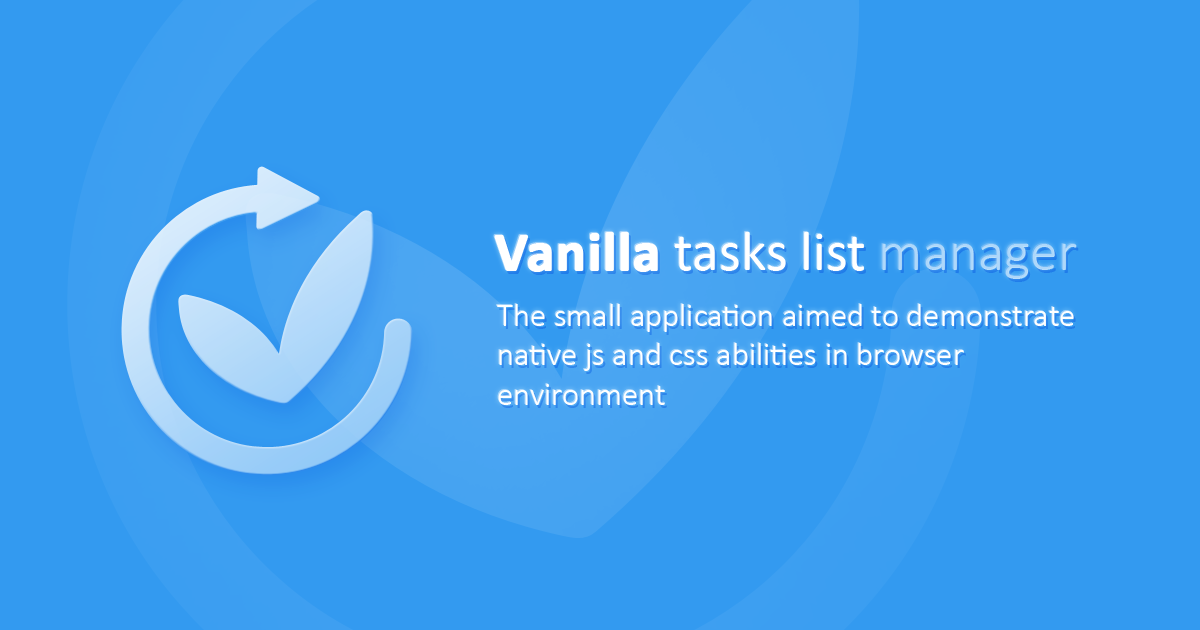 Vanilla tasks list manager
The small application aimed to demonstrate
native js and css abilities in browser
environment